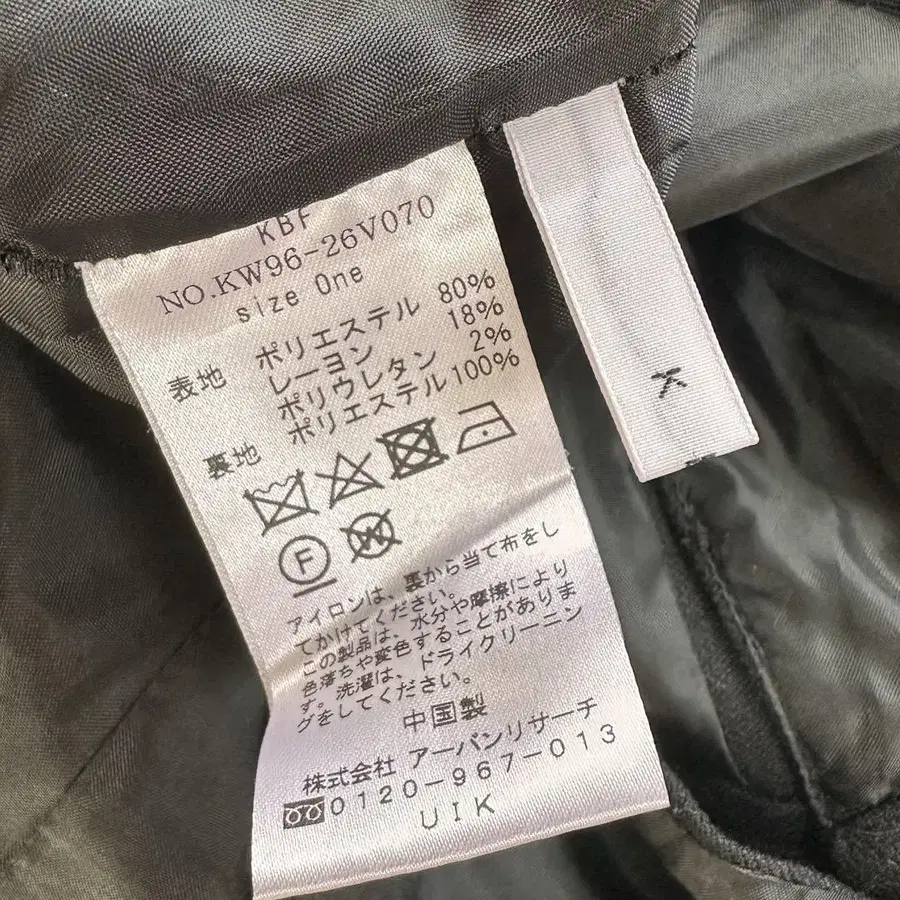 KBF
NO.KW96-26V070
size One
表地 ポリエステル 80%
レーヨン 18%
ポリウレタン 2%
裏地 ポリエステル100%
F W
アイロンは、裏から当て布をし
てかけてください。
この製品は、水分や摩擦により
色落ちや変色することがありま
す。洗濯は、ドライクリーニン
グをしてください。
中国製
株式会社 アーバンリサーチ
0120-967-013
UIK